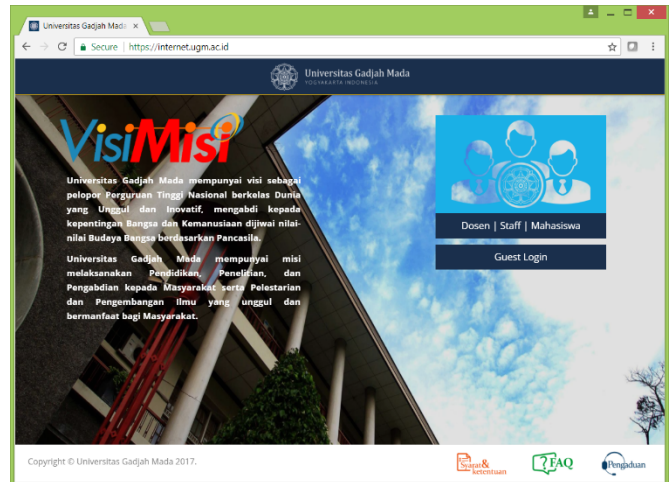 Universitas Gadjah Mada
Secure | https://internet.ugm.ac.id
Universitas Gadjah Mada
YOGYAKARTA INDONESIA
VisiMisi
Universitas Gadjah Mada mempunyai visi sebagai
pelopor Perguruan Tinggi Nasional berkelas Dunia
yang Unggul dan Inovatif, mengabdi kepada
kepentingan Bangsa dan Kemanusiaan dijiwai nilai-
nilai Budaya Bangsa berdasarkan Pancasila.
Universitas Gadjah Mada mempunyai misi
melaksanakan Pendidikan, Penelitian, dan
Pengabdian kepada Masyarakat serta Pelestarian
dan Pengembangan Ilmu yang unggul dan
bermanfaat bagi Masyarakat.
Dosen | Staff | Mahasiswa
Guest Login
Copyright © Universitas Gadjah Mada 2017.
Syarat&
ketentuan
?FAQ
Pengaduan